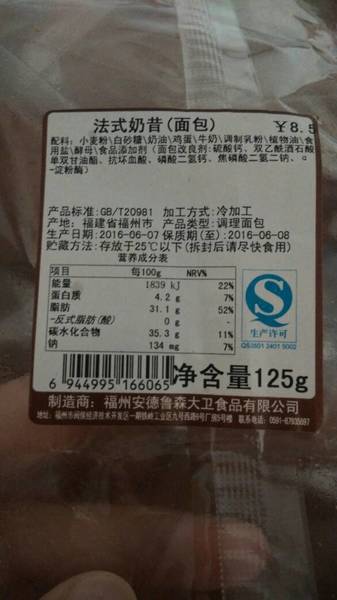 法式奶昔(面包) ￥8.5
配料: 小麦粉\白砂糖\奶油\鸡蛋\牛奶\调制乳粉\植物油\食
用盐\酵母\食品添加剂（面包改良剂:硫酸钙、双乙酰酒石酸
单双甘油酯、抗坏血酸、磷酸二氢钙、焦磷酸二氢二钠、α
-淀粉酶）
产品标准:GB/T20981 加工方式:冷加工
产地: 福建省福州市 产品类型:调理面包
生产日期:2016-06-07 保质期(至):2016-06-08
贮藏方法:存放于25℃以下(拆封后请尽快食用)
营养成分表
项目 每100g NRV%
能量 1839 kJ 22%
蛋白质 4.2 g 7%
脂肪 31.1 g 52%
-反式脂肪(酸) 0 g -
碳水化合物 35.3 g 11%
钠 134 mg 7%
生产许可
QS3501 2401 5002
6 944995 166065
净含量125g
制造商: 福州安德鲁森大卫食品有限公司